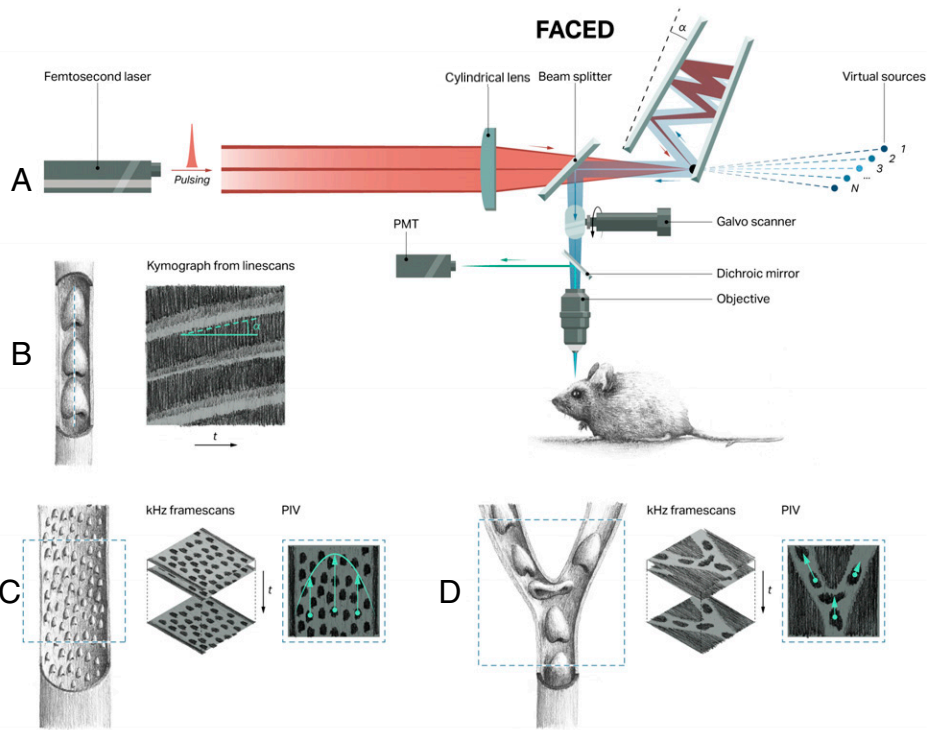 FACED
α
Femtosecond laser
Cylindrical lens
Beam splitter
Virtual sources
A
Pulsing
1
2
3
...
N
PMT
Galvo scanner
Dichroic mirror
Objective
B
Kymograph from linescans
α
t
C
kHz framescans
PIV
t
D
kHz framescans
PIV
t